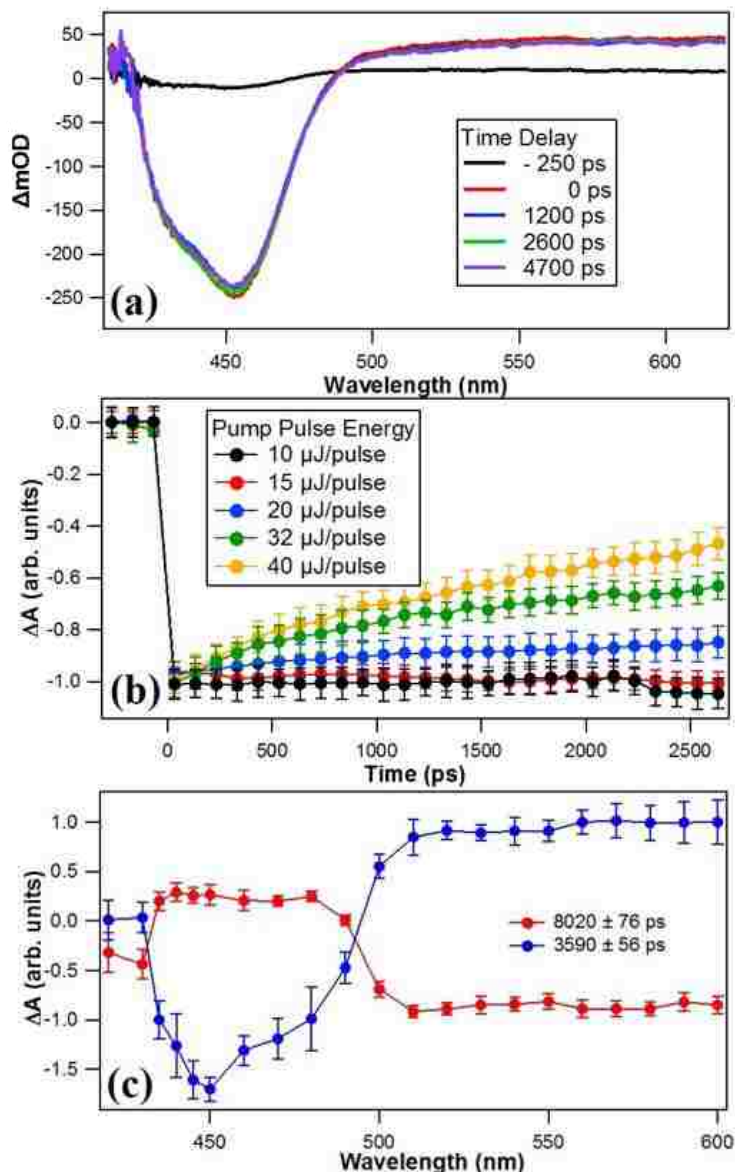 50
0
-50
-100
-150
-200
-250
ΔmOD
Time Delay
- 250 ps
0 ps
1200 ps
2600 ps
4700 ps
(a)
450
500
550
600
Wavelength (nm)
0.0
-0.2
-0.4
-0.6
-0.8
-1.0
ΔA (arb. units)
Pump Pulse Energy
10 µJ/pulse
15 µJ/pulse
20 µJ/pulse
32 µJ/pulse
40 µJ/pulse
(b)
0
500
1000
1500
2000
2500
Time (ps)
1.0
0.5
0.0
-0.5
-1.0
-1.5
ΔA (arb. units)
8020 ± 76 ps
3590 ± 56 ps
(c)
450
500
550
600
Wavelength (nm)